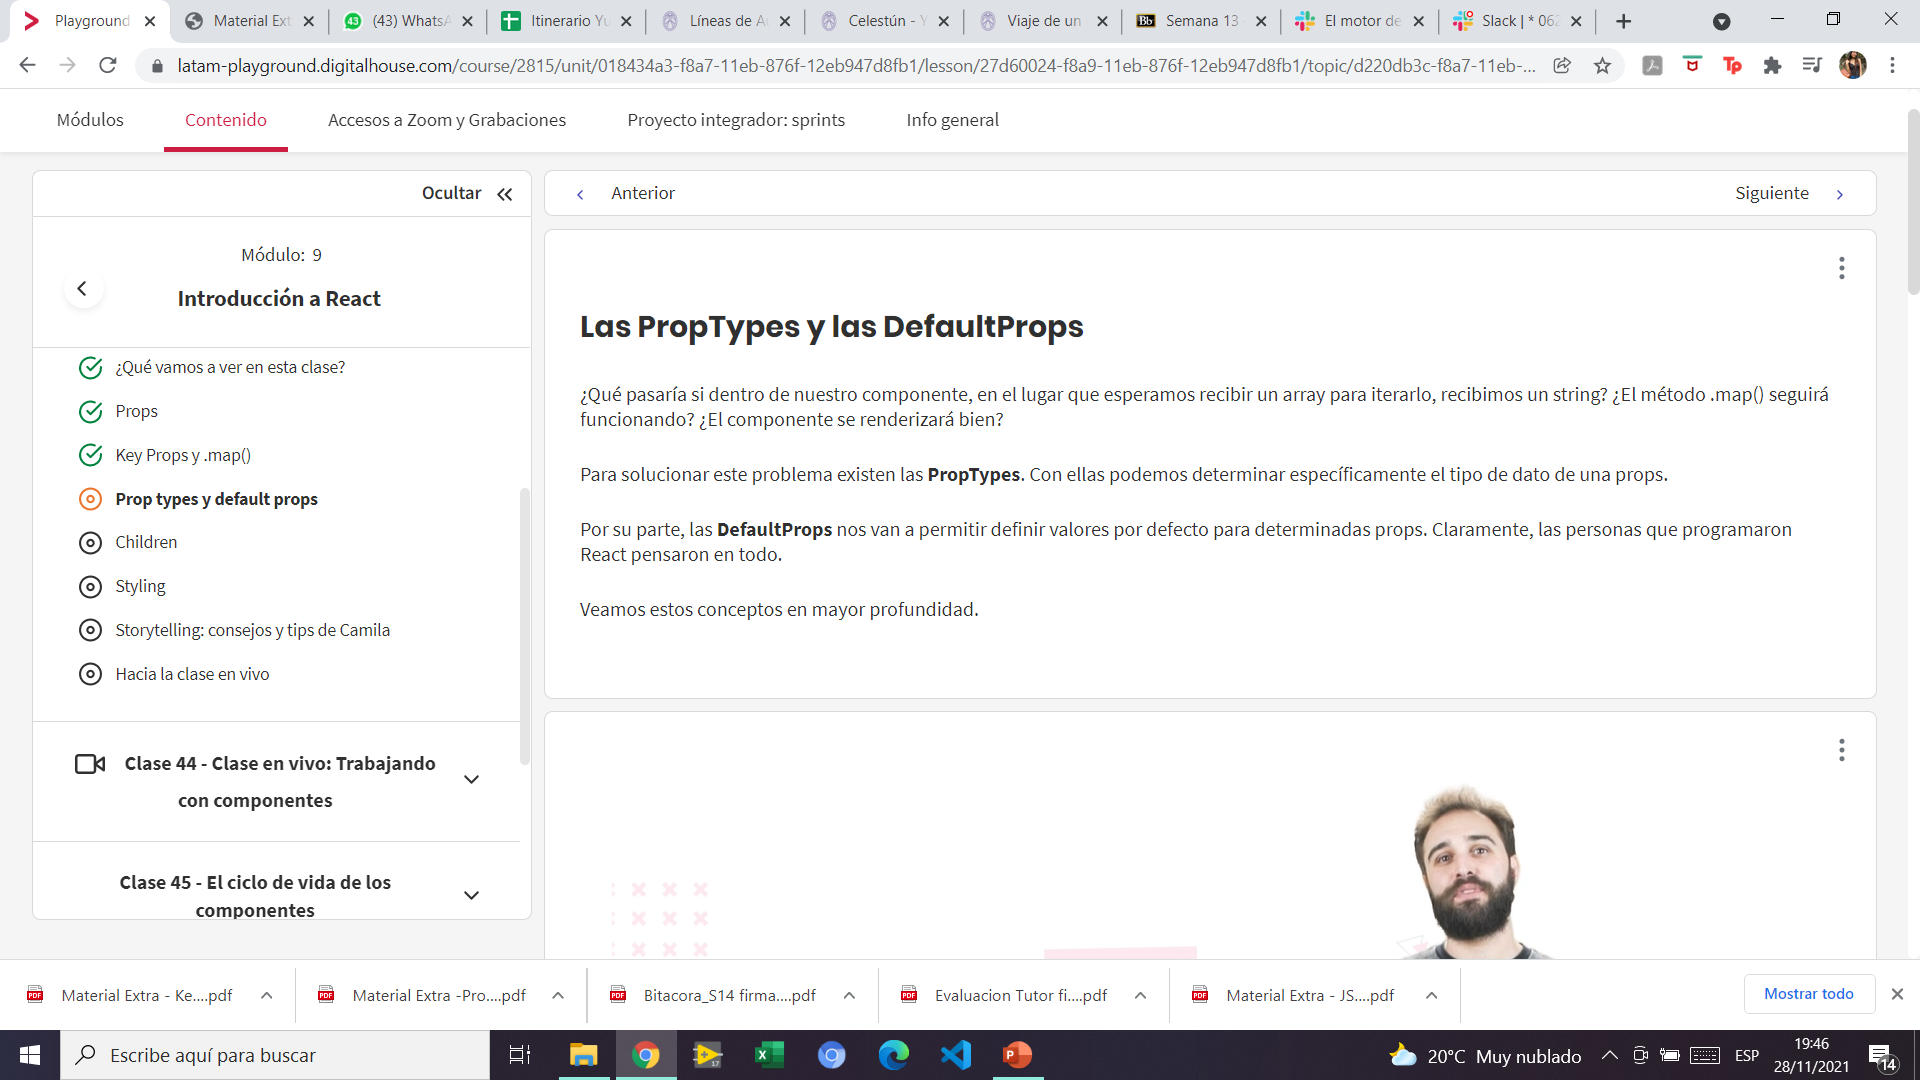 Playground
Material Ext
(43) WhatsA
Itinerario Yu
Líneas de A
Celestún - Y
Viaje de un
Bb Semana 13
El motor de
Slack | * 062
latam-playground.digitalhouse.com/course/2815/unit/018434a3-f8a7-11eb-876f-12eb947d8fb1/lesson/27d60024-f8a9-11eb-876f-12eb947d8fb1/topic/d220db3c-f8a7-11eb-...
Módulos
Contenido
Accesos a Zoom y Grabaciones
Proyecto integrador: sprints
Info general
Ocultar
Módulo: 9
Introducción a React
¿Qué vamos a ver en esta clase?
Props
Key Props y .map()
Prop types y default props
Children
Styling
Storytelling: consejos y tips de Camila
Hacia la clase en vivo
Clase 44 - Clase en vivo: Trabajando
con componentes
Clase 45 - El ciclo de vida de los
componentes
Anterior
Siguiente
Las PropTypes y las DefaultProps
¿Qué pasaría si dentro de nuestro componente, en el lugar que esperamos recibir un array para iterarlo, recibimos un string? ¿El método .map() seguirá
funcionando? ¿El componente se renderizará bien?
Para solucionar este problema existen las PropTypes. Con ellas podemos determinar específicamente el tipo de dato de una props.
Por su parte, las DefaultProps nos van a permitir definir valores por defecto para determinadas props. Claramente, las personas que programaron
React pensaron en todo.
Veamos estos conceptos en mayor profundidad.
Material Extra - Ke....pdf
Material Extra -Pro....pdf
Bitacora_S14 firma....pdf
Evaluacion Tutor fi....pdf
Material Extra - JS....pdf
Mostrar todo
Escribe aquí para buscar
20°C Muy nublado
ESP
19:46
28/11/2021
14